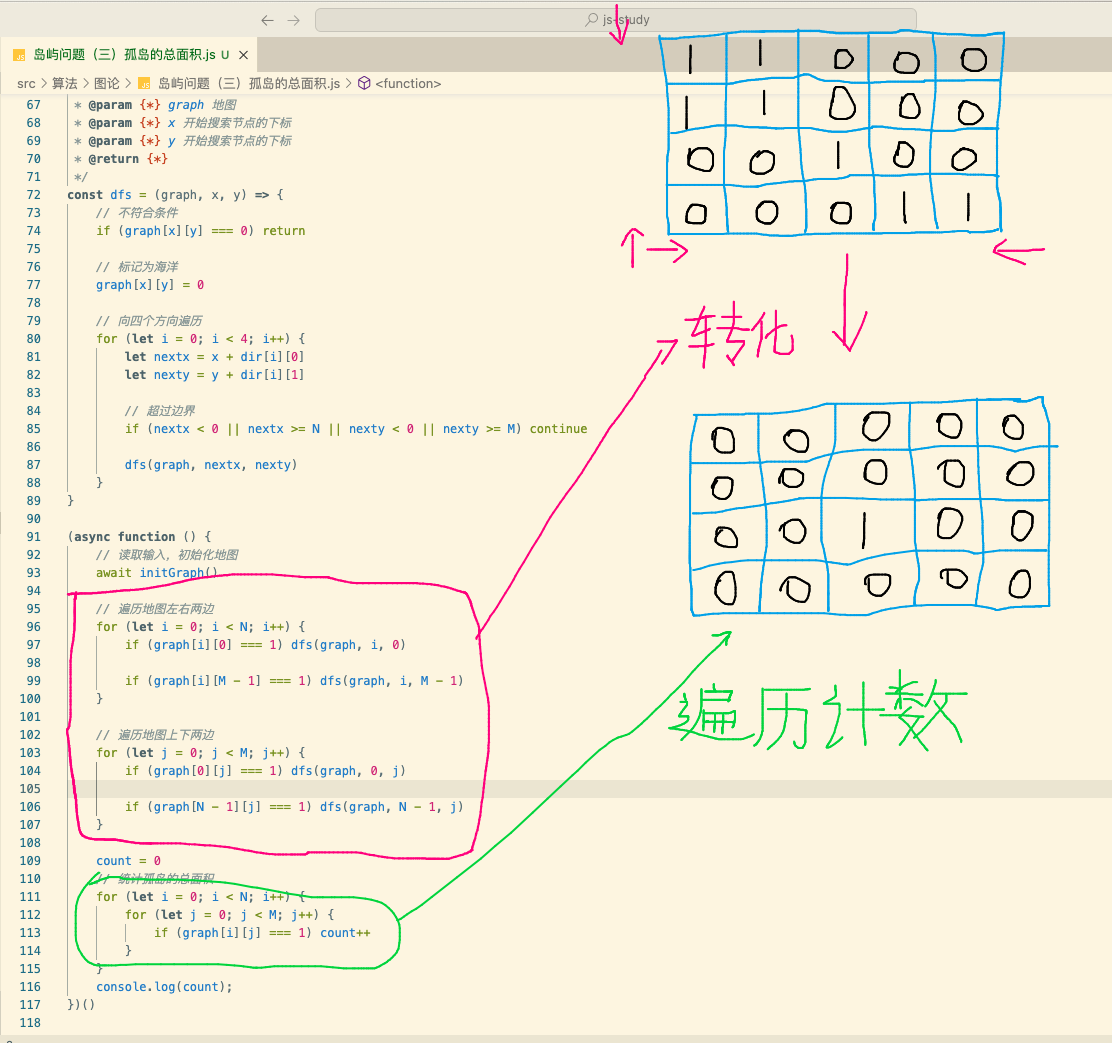 js-study
岛屿问题（三）孤岛的总面积.js U
src > 算法 > 图论 > 岛屿问题（三）孤岛的总面积.js > <function>
67 * @param {*} graph 地图
68 * @param {*} x 开始搜索节点的下标
69 * @param {*} y 开始搜索节点的下标
70 * @return {*}
71 */
72 const dfs = (graph, x, y) => {
73 // 不符合条件
74 if (graph[x][y] === 0) return
75
76 // 标记为海洋
77 graph[x][y] = 0
78
79 // 向四个方向遍历
80 for (let i = 0; i < 4; i++) {
81 let nextx = x + dir[i][0]
82 let nexty = y + dir[i][1]
83
84 // 超过边界
85 if (nextx < 0 || nextx >= N || nexty < 0 || nexty >= M) continue
86
87 dfs(graph, nextx, nexty)
88 }
89 }
90
91 (async function () {
92 // 读取输入，初始化地图
93 await initGraph()
94
95 // 遍历地图左右两边
96 for (let i = 0; i < N; i++) {
97 if (graph[i][0] === 1) dfs(graph, i, 0)
98
99 if (graph[i][M - 1] === 1) dfs(graph, i, M - 1)
100 }
101
102 // 遍历地图上下两边
103 for (let j = 0; j < M; j++) {
104 if (graph[0][j] === 1) dfs(graph, 0, j)
105
106 if (graph[N - 1][j] === 1) dfs(graph, N - 1, j)
107 }
108
109 count = 0
110 // 统计孤岛的总面积
111 for (let i = 0; i < N; i++) {
112 for (let j = 0; j < M; j++) {
113 if (graph[i][j] === 1) count++
114 }
115 }
116 console.log(count);
117 })()
118
1 1 0 0 0
1 1 0 0 0
0 0 1 0 0
0 0 0 1 1
转化
0 0 0 0 0
0 0 0 0 0
0 0 1 0 0
0 0 0 0 0
遍历计数